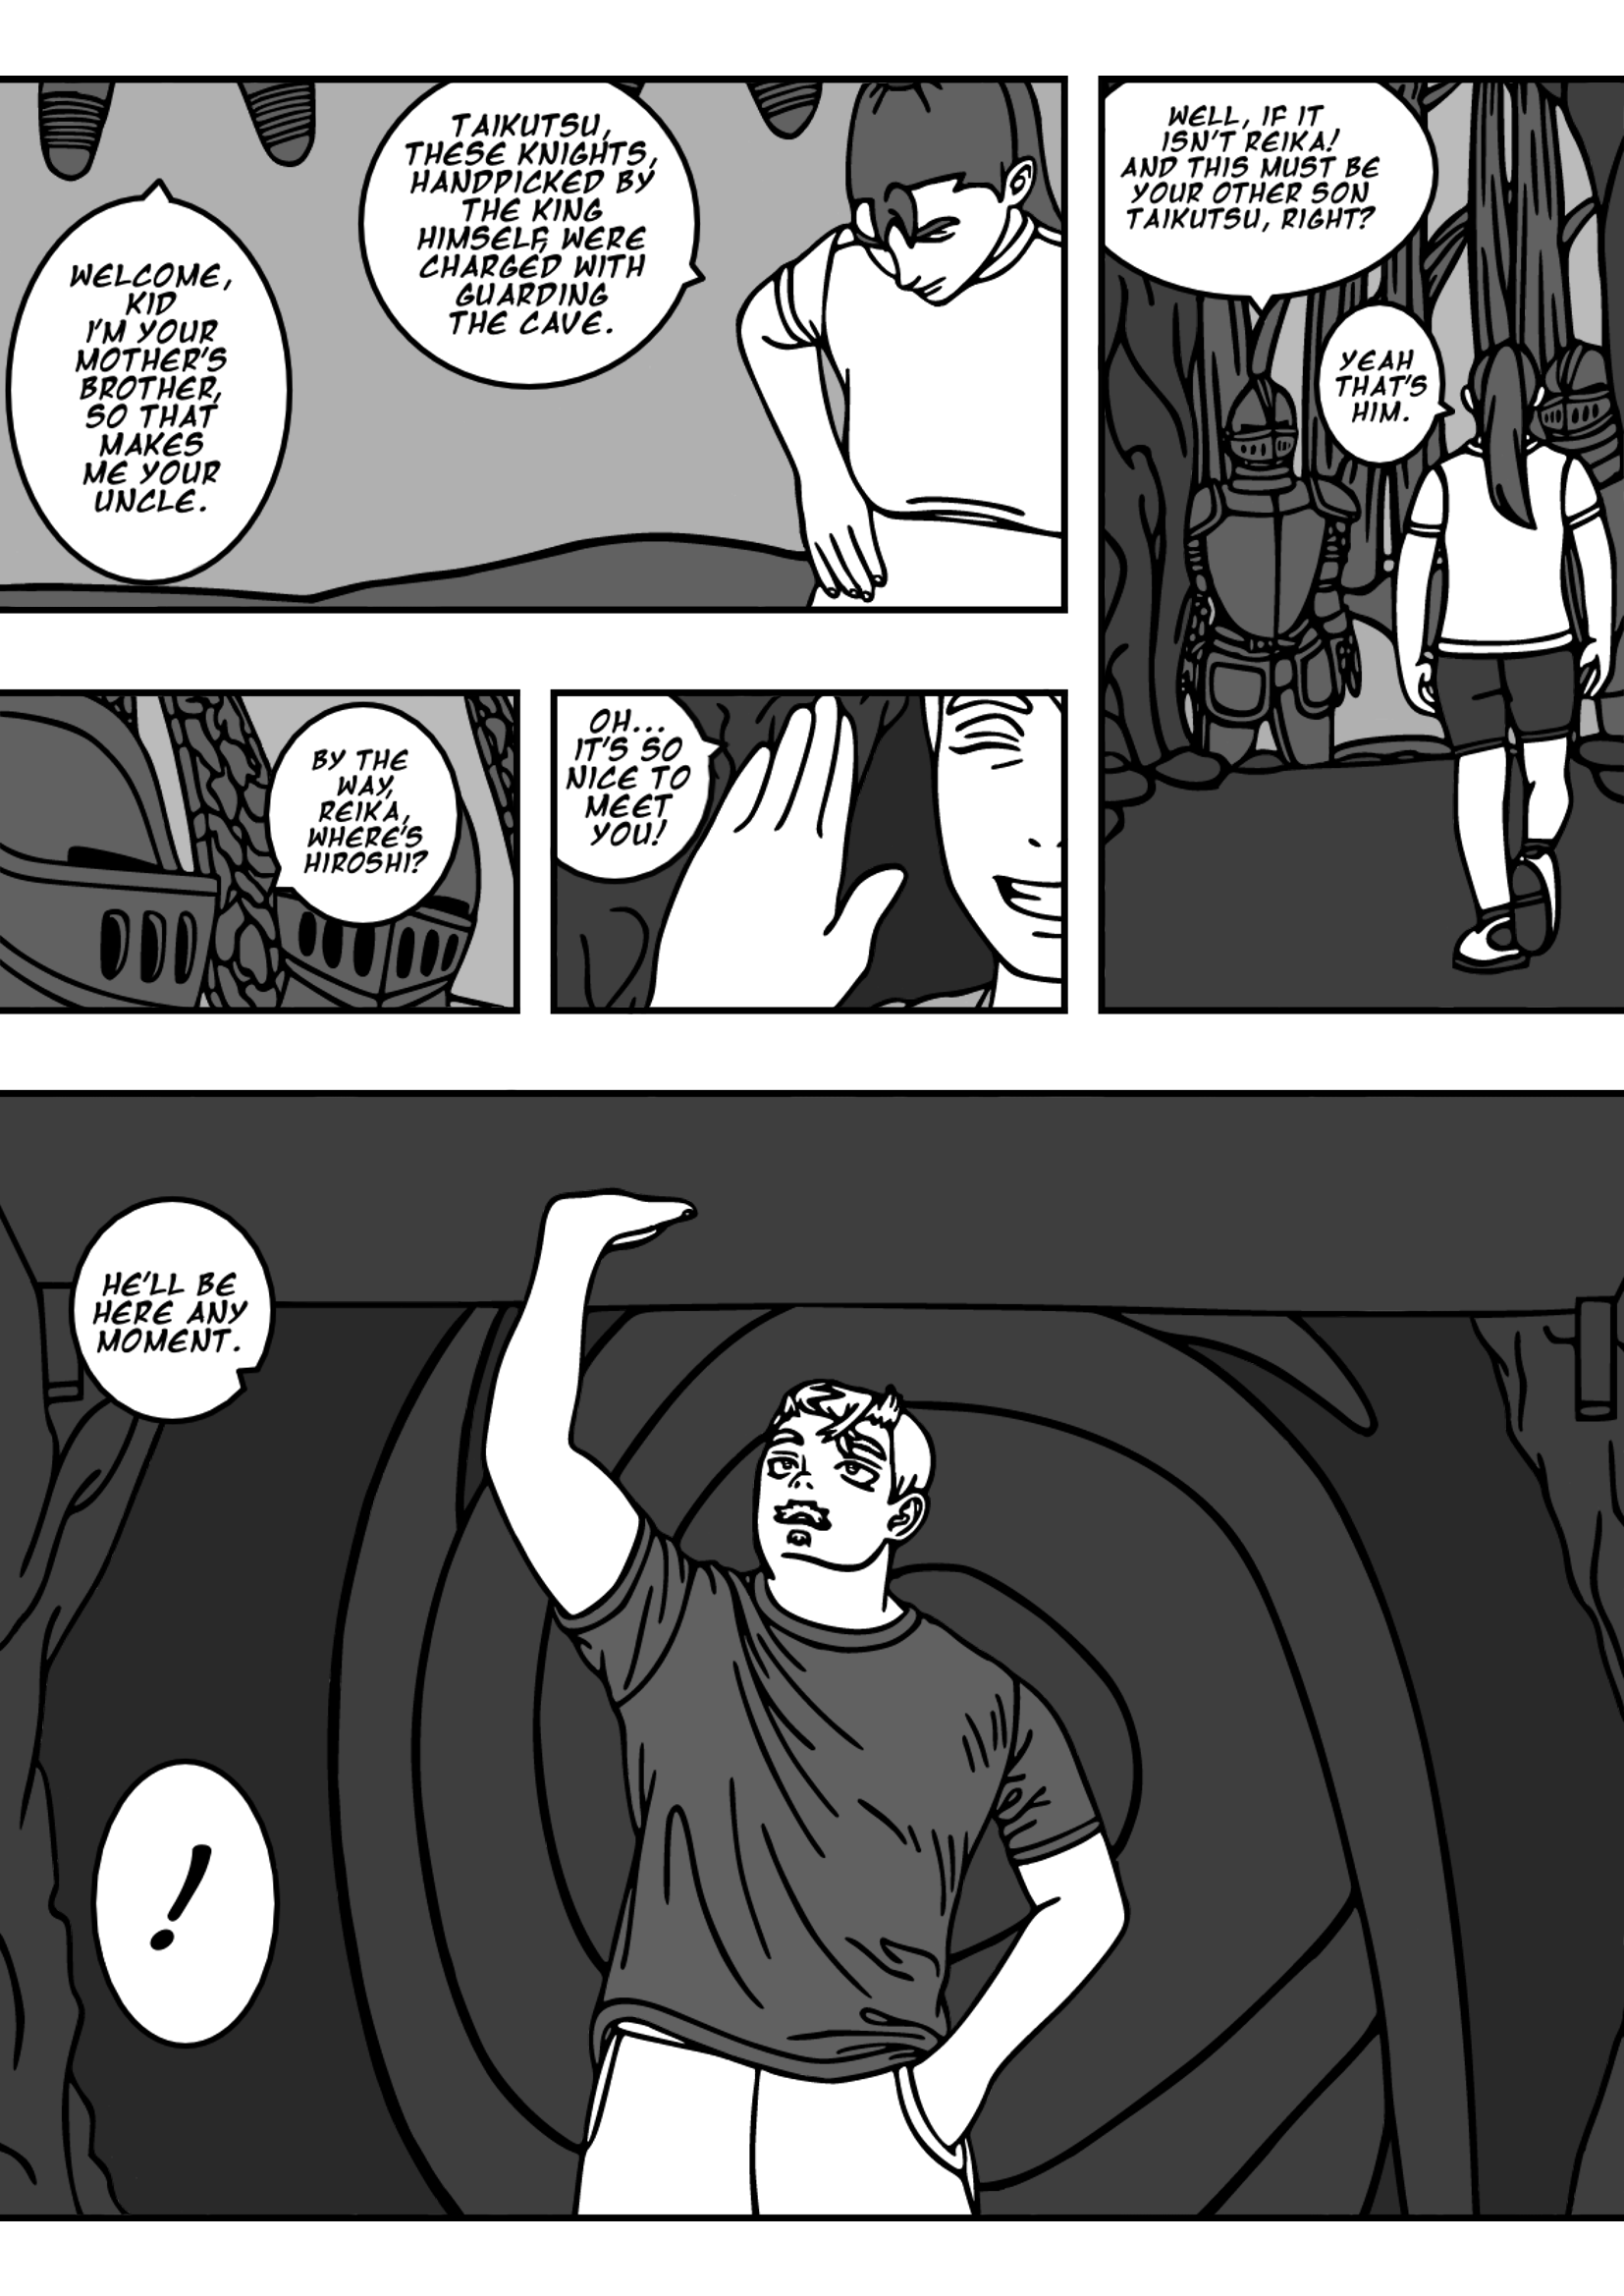 WELL, IF IT
ISN'T REIKA!
AND THIS MUST BE
YOUR OTHER SON
TAIKUTSU, RIGHT?
YEAH
THAT'S
HIM.
TAIKUTSU,
THESE KNIGHTS,
HANDPICKED BY
THE KING
HIMSELF, WERE
CHARGED WITH
GUARDING
THE CAVE.
WELCOME,
KID
I'M YOUR
MOTHER'S
BROTHER,
SO THAT
MAKES
ME YOUR
UNCLE.
OH...
IT'S SO
NICE TO
MEET
YOU!
BY THE
WAY,
REIKA,
WHERE'S
HIROSHI?
HE'LL BE
HERE ANY
MOMENT.
!